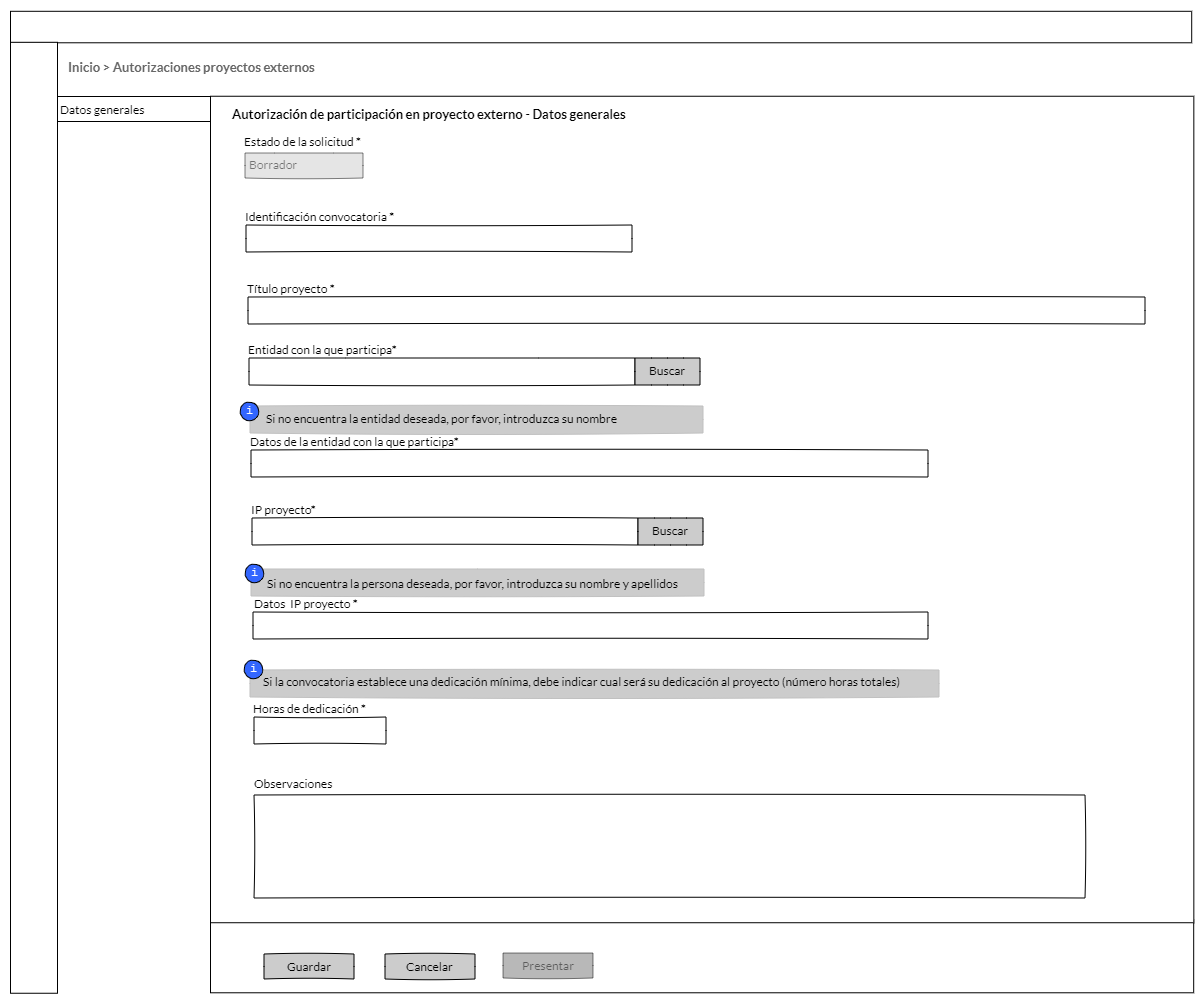 Inicio > Autorizaciones proyectos externos
Datos generales
Autorización de participación en proyecto externo - Datos generales
Estado de la solicitud *
Borrador
Identificación convocatoria *
Título proyecto *
Entidad con la que participa*
Buscar
i
Si no encuentra la entidad deseada, por favor, introduzca su nombre
Datos de la entidad con la que participa*
IP proyecto*
Buscar
i
Si no encuentra la persona deseada, por favor, introduzca su nombre y apellidos
Datos IP proyecto *
i
Si la convocatoria establece una dedicación mínima, debe indicar cual será su dedicación al proyecto (número horas totales)
Horas de dedicación *
Observaciones
Guardar Cancelar Presentar